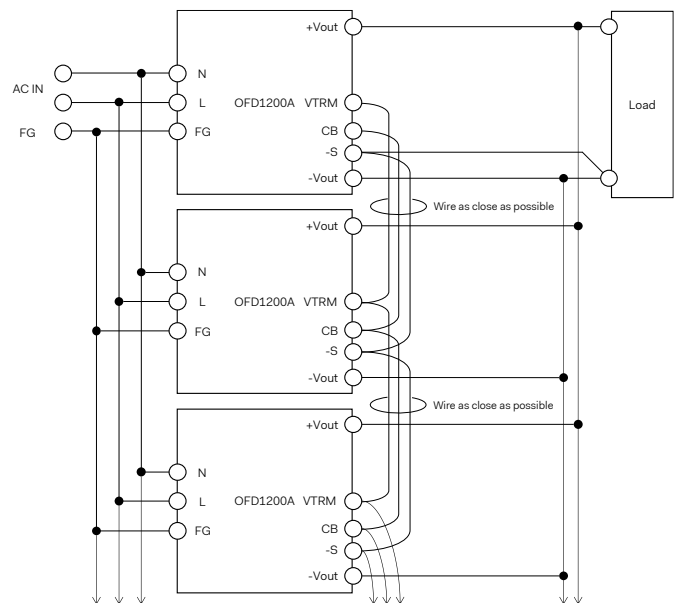 +Vout
AC IN
N
L
OFD1200A
VTRM
FG
FG
CB
-S
-Vout
Load
Wire as close as possible
+Vout
N
L
OFD1200A
VTRM
FG
CB
-S
-Vout
Wire as close as possible
+Vout
N
L
OFD1200A
VTRM
FG
CB
-S
-Vout